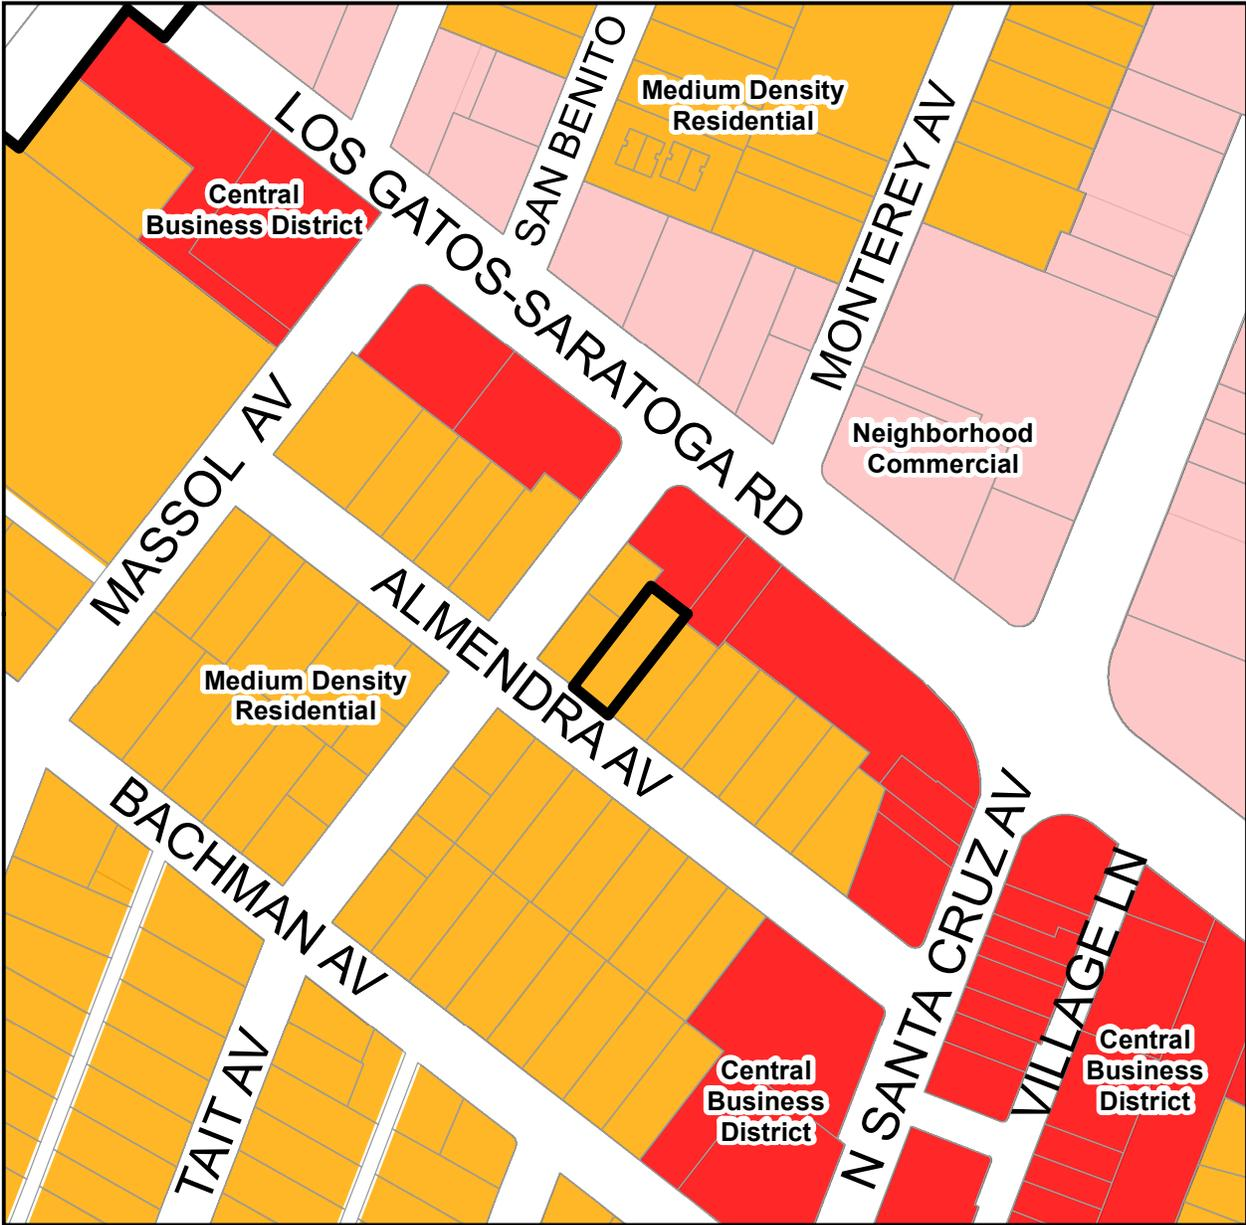 SAN BENITO
Medium Density
Residential
LOS GATOS-SARATOGA RD
MONTEREY AV
Central
Business District
MASSOL AV
Neighborhood
Commercial
ALMENDRA AV
Medium Density
Residential
BACHMAN AV
N SANTA CRUZ AV
VILLAGE LN
TAIT AV
Central
Business
District
Central
Business
District